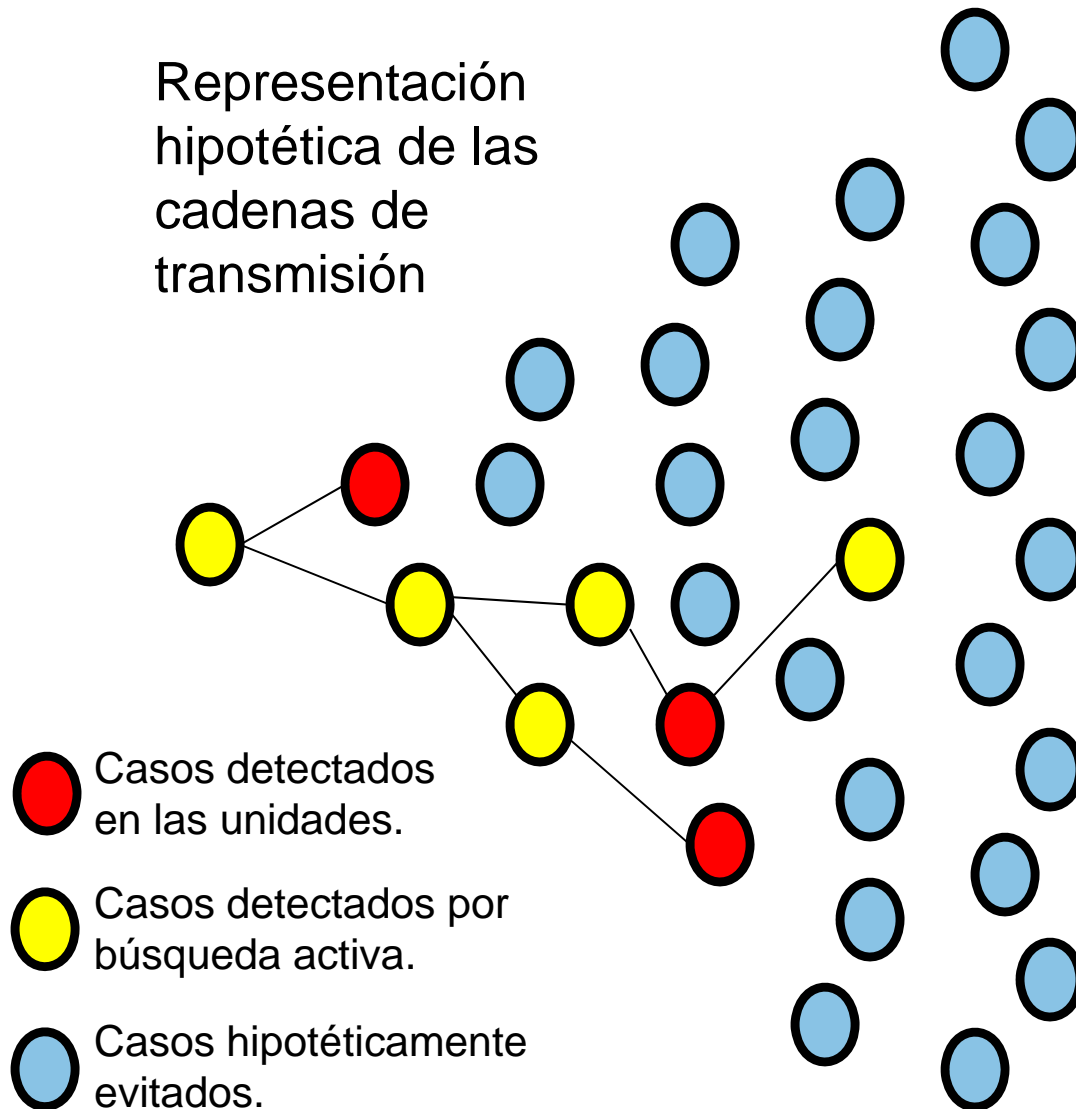 Representación
hipotética de las
cadenas de
transmisión
Casos detectados
en las unidades.
Casos detectados por
búsqueda activa.
Casos hipotéticamente
evitados.